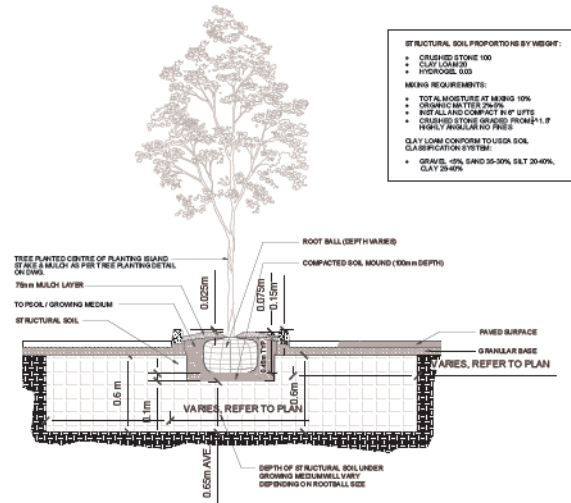 STRUCTURAL SOIL PROPORTIONS BY WEIGHT:
• CRUSHED STONE 100
• CLAY LOAM 20
• HYDROGEL 0.03
MIXING REQUIREMENTS:
• TOTAL MOISTURE AT MIXING 10%
• ORGANIC MATTER 2%-5%
• INSTALL AND COMPACT IN 6" LIFTS
• CRUSHED STONE GRADED FROM 1.5"
HIGHLY ANGULAR NO FINES
CLAY LOAM CONFORM TO USDA SOIL
CLASSIFICATION SYSTEM:
• GRAVEL <5%, SAND 35-30%, SILT 20-40%,
CLAY 25-40%
ROOT BALL (DEPTH VARIES)
TREE PLANTED CENTRE OF PLANTING ISLAND
STAKE & MULCH AS PER TREE PLANTING DETAIL
ON DWG.
COMPACTED SOIL MOUND (100mm DEPTH)
75mm MULCH LAYER
0.025m
0.075m
0.15m
TOPSOIL / GROWING MEDIUM
STRUCTURAL SOIL
PAVED SURFACE
GRANULAR BASE
VARIES, REFER TO PLAN
TYP.
0.6 m
0.1m
0.6m
VARIES, REFER TO PLAN
0.65m AVE.
DEPTH OF STRUCTURAL SOIL UNDER
GROWING MEDIUM WILL VARY
DEPENDING ON ROOTBALL SIZE